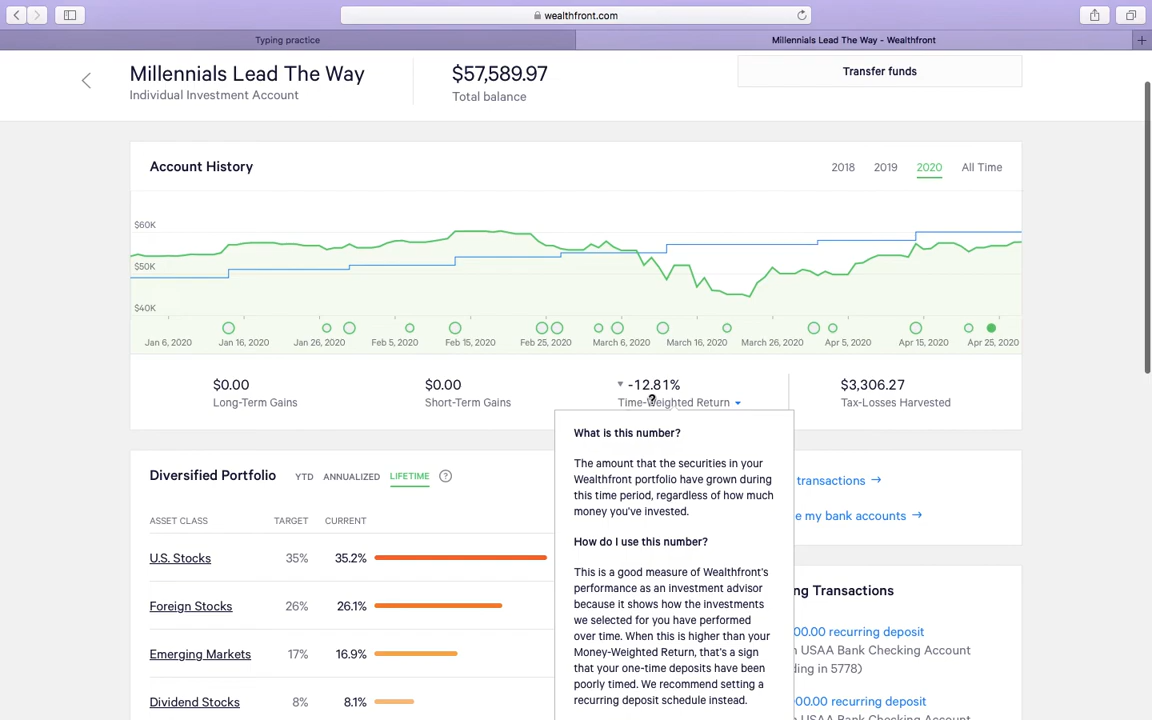 wealthfront.com
Typing practice
Millennials Lead The Way - Wealthfront
Millennials Lead The Way
Individual Investment Account
$57,589.97
Total balance
Transfer funds
Account History
2018 2019 2020 All Time
$60K
$50K
$40K
Jan 6, 2020 Jan 16, 2020 Jan 26, 2020 Feb 5, 2020 Feb 15, 2020 Feb 25, 2020 March 6, 2020 March 16, 2020 March 26, 2020 Apr 5, 2020 Apr 15, 2020 Apr 25, 2020
$0.00
Long-Term Gains
$0.00
Short-Term Gains
-12.81%
Time-Weighted Return
$3,306.27
Tax-Losses Harvested
What is this number?
The amount that the securities in your
Wealthfront portfolio have grown during
this time period, regardless of how much
money you've invested.
How do I use this number?
This is a good measure of Wealthfront's
performance as an investment advisor
because it shows how the investments
we selected for you have performed
over time. When this is higher than your
Money-Weighted Return, that's a sign
that your one-time deposits have been
poorly timed. We recommend setting a
recurring deposit schedule instead.
Diversified Portfolio YTD ANNUALIZED LIFETIME ?
ASSET CLASS TARGET CURRENT
U.S. Stocks 35% 35.2%
Foreign Stocks 26% 26.1%
Emerging Markets 17% 16.9%
Dividend Stocks 8% 8.1%
transactions →
e my bank accounts →
ng Transactions
00.00 recurring deposit
USAA Bank Checking Account
ding in 5778)
00.00 recurring deposit
USAA Bank Checking Account